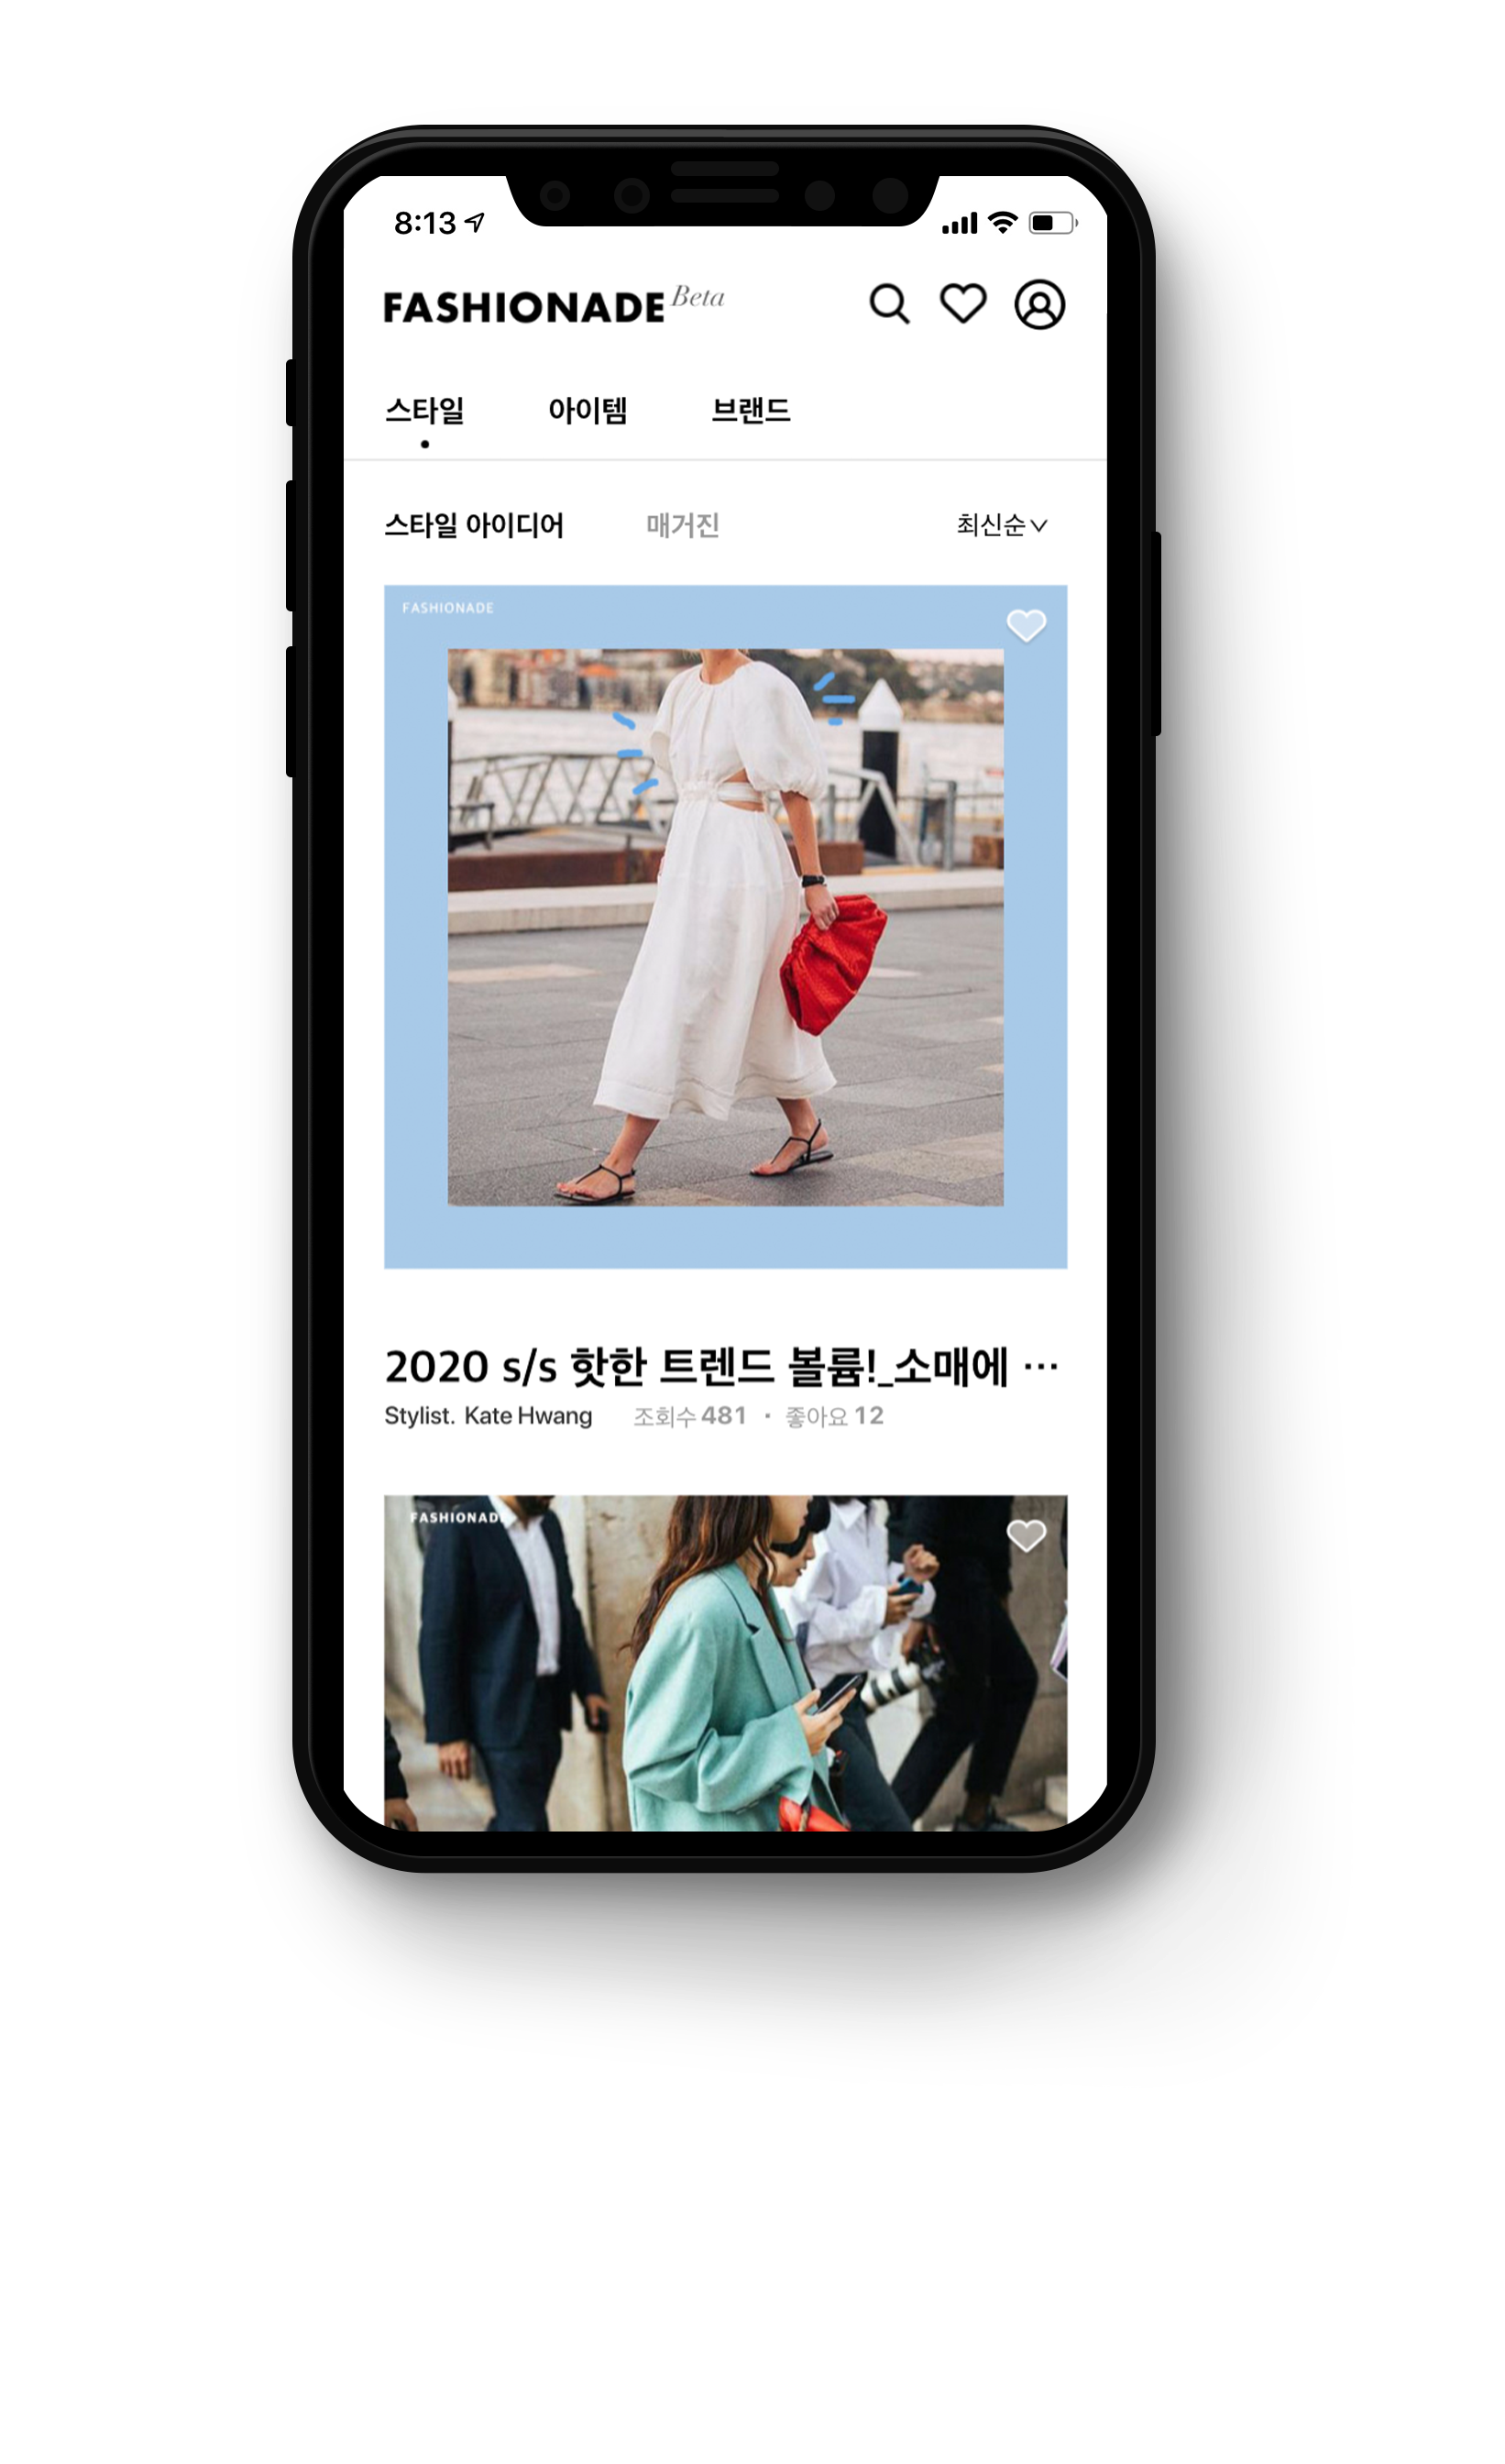 8:13
FASHIONADE Beta
스타일 아이템 브랜드
스타일 아이디어 매거진 최신순
FASHIONADE
2020 s/s 핫한 트렌드 볼륨!_소매에 ···
Stylist. Kate Hwang 조회수 481 · 좋아요 12
FASHIONADE